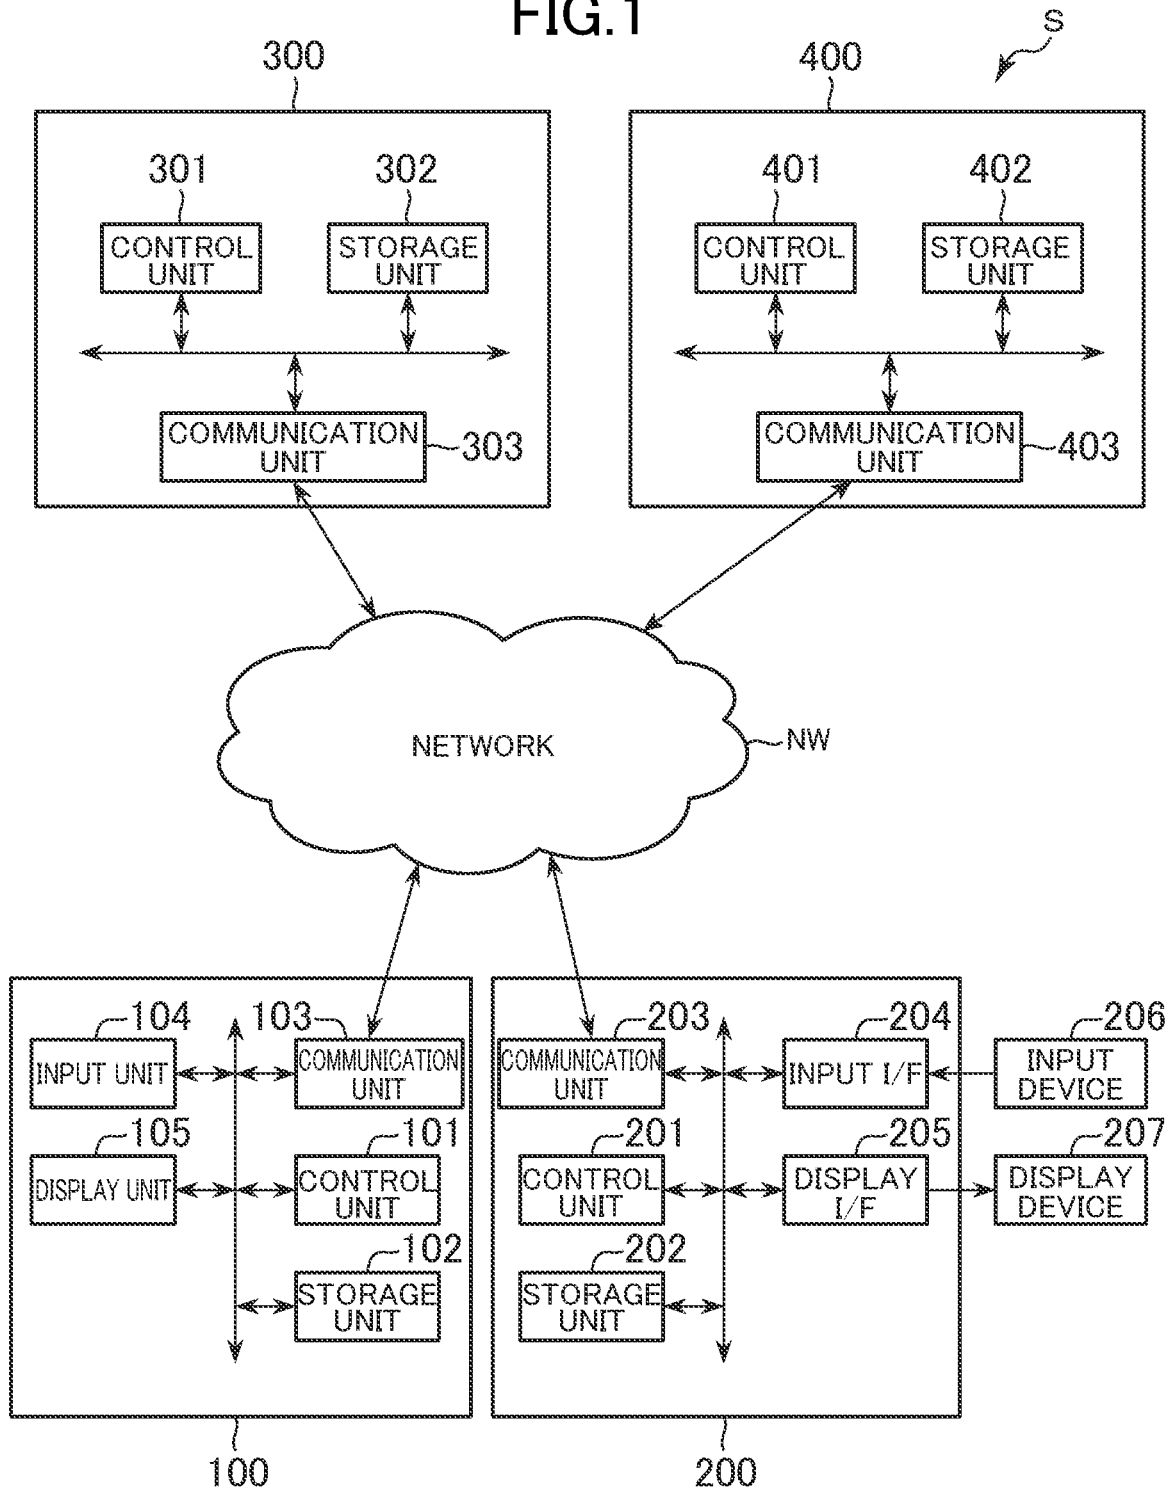 FIG.1
S
300
400
301
302
401
402
CONTROL
UNIT
STORAGE
UNIT
CONTROL
UNIT
STORAGE
UNIT
COMMUNICATION
UNIT
303
COMMUNICATION
UNIT
403
NETWORK
NW
104
103
203
204
206
INPUT UNIT
COMMUNICATION
UNIT
COMMUNICATION
UNIT
INPUT I/F
INPUT
DEVICE
105
101
201
205
207
DISPLAY UNIT
CONTROL
UNIT
CONTROL
UNIT
DISPLAY
I/F
DISPLAY
DEVICE
102
202
STORAGE
UNIT
STORAGE
UNIT
100
200